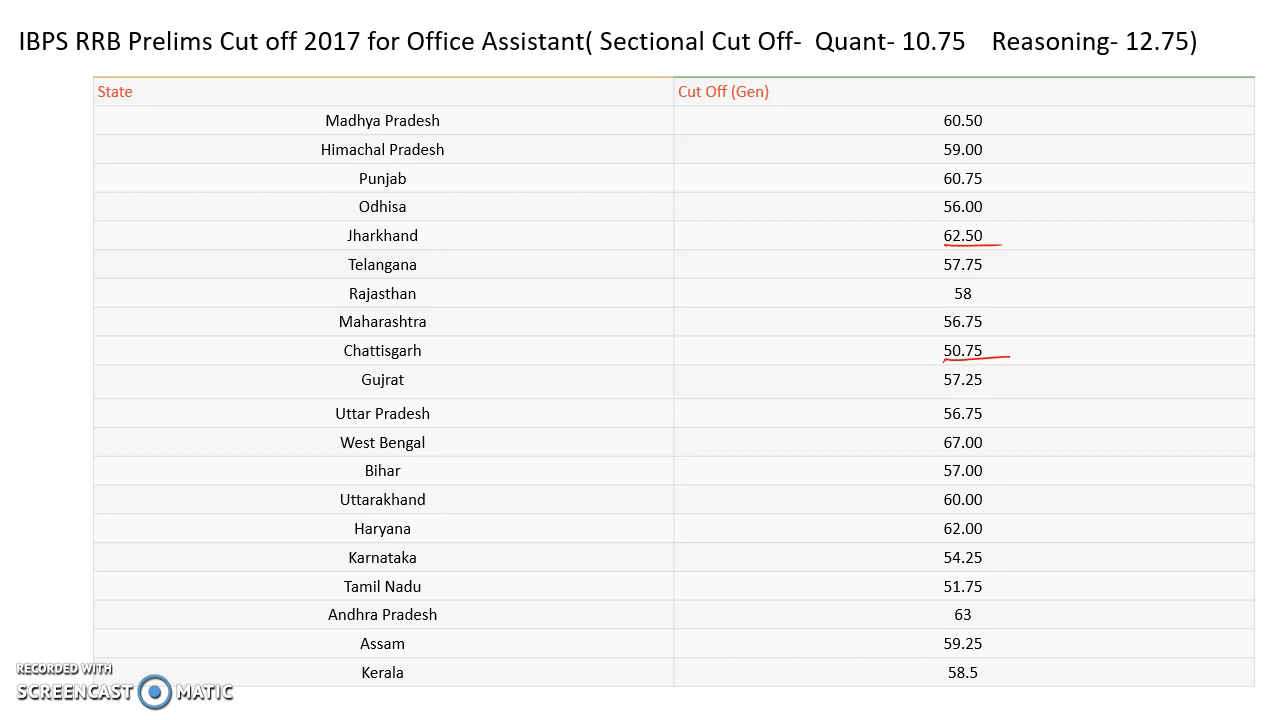 IBPS RRB Prelims Cut off 2017 for Office Assistant( Sectional Cut Off-  Quant- 10.75    Reasoning- 12.75)
State Cut Off (Gen)
Madhya Pradesh 60.50
Himachal Pradesh 59.00
Punjab 60.75
Odhisa 56.00
Jharkhand 62.50
Telangana 57.75
Rajasthan 58
Maharashtra 56.75
Chattisgarh 50.75
Gujrat 57.25
Uttar Pradesh 56.75
West Bengal 67.00
Bihar 57.00
Uttarakhand 60.00
Haryana 62.00
Karnataka 54.25
Tamil Nadu 51.75
Andhra Pradesh 63
Assam 59.25
Kerala 58.5
RECORDED WITH
SCREENCAST MATIC